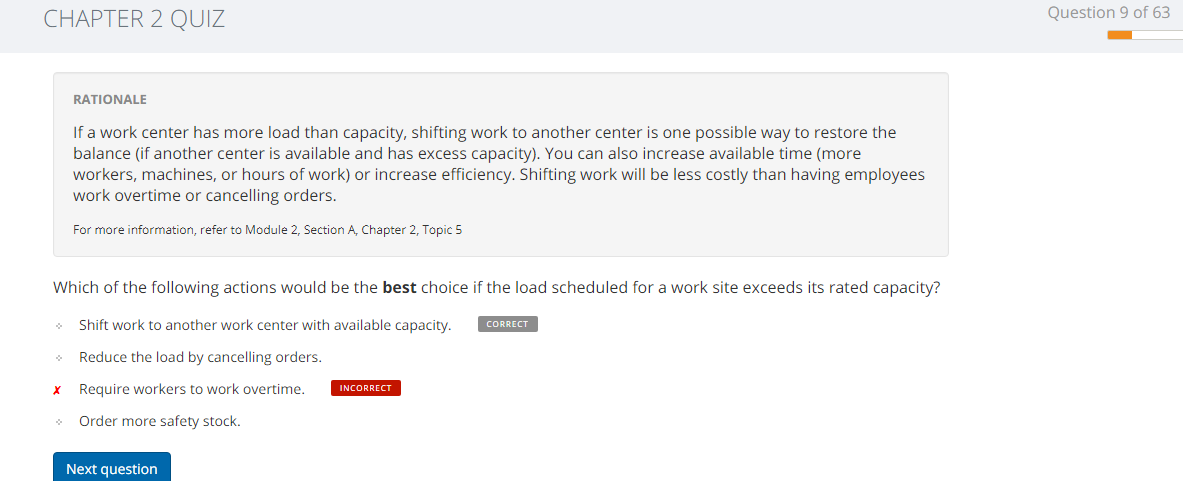 CHAPTER 2 QUIZ
Question 9 of 63
RATIONALE
If a work center has more load than capacity, shifting work to another center is one possible way to restore the
balance (if another center is available and has excess capacity). You can also increase available time (more
workers, machines, or hours of work) or increase efficiency. Shifting work will be less costly than having employees
work overtime or cancelling orders.
For more information, refer to Module 2, Section A, Chapter 2, Topic 5
Which of the following actions would be the best choice if the load scheduled for a work site exceeds its rated capacity?
Shift work to another work center with available capacity. CORRECT
Reduce the load by cancelling orders.
✗ Require workers to work overtime. INCORRECT
Order more safety stock.
Next question